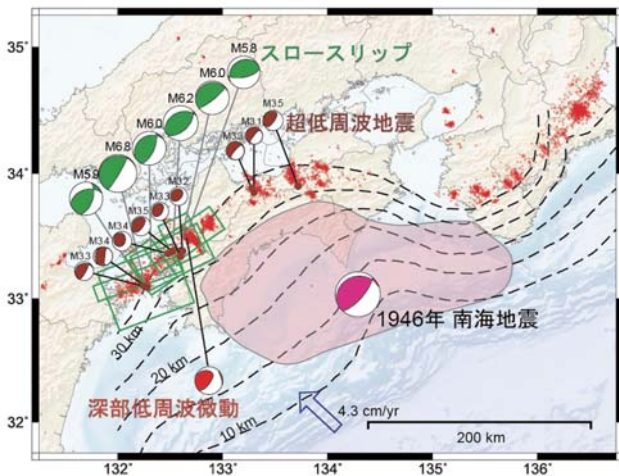 35°
34°
33°
32°
132°
133°
134°
135°
136°
スロースリップ
M5.8
M6.0
M6.2
M6.0
M6.8
M5.9
超低周波地震
M3.5
M3.1
M3.2
M3.3
M3.5
M3.4
M3.4
M3.3
1946年 南海地震
深部低周波微動
30 km
20 km
10 km
4.3 cm/yr
200 km